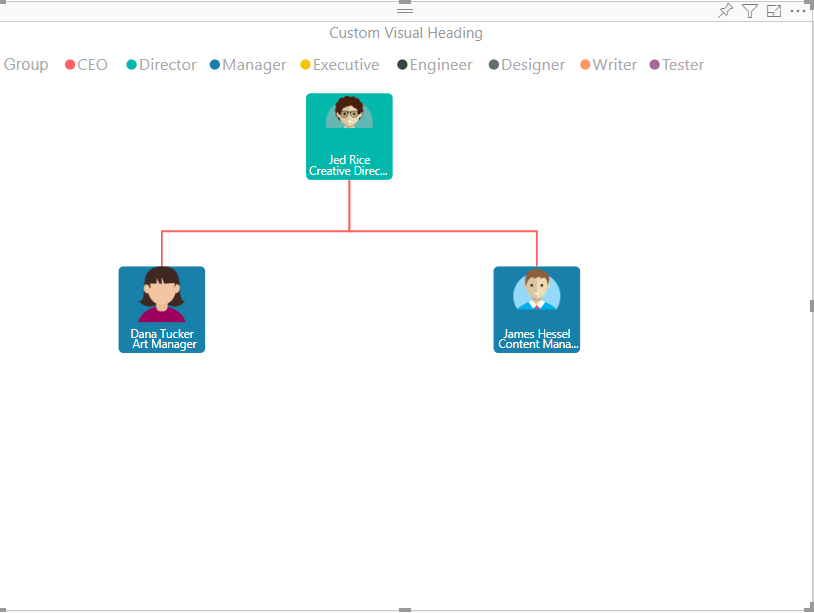 Custom Visual Heading
Group CEO Director Manager Executive Engineer Designer Writer Tester
Jed Rice
Creative Direc...
Dana Tucker
Art Manager
James Hessel
Content Mana...